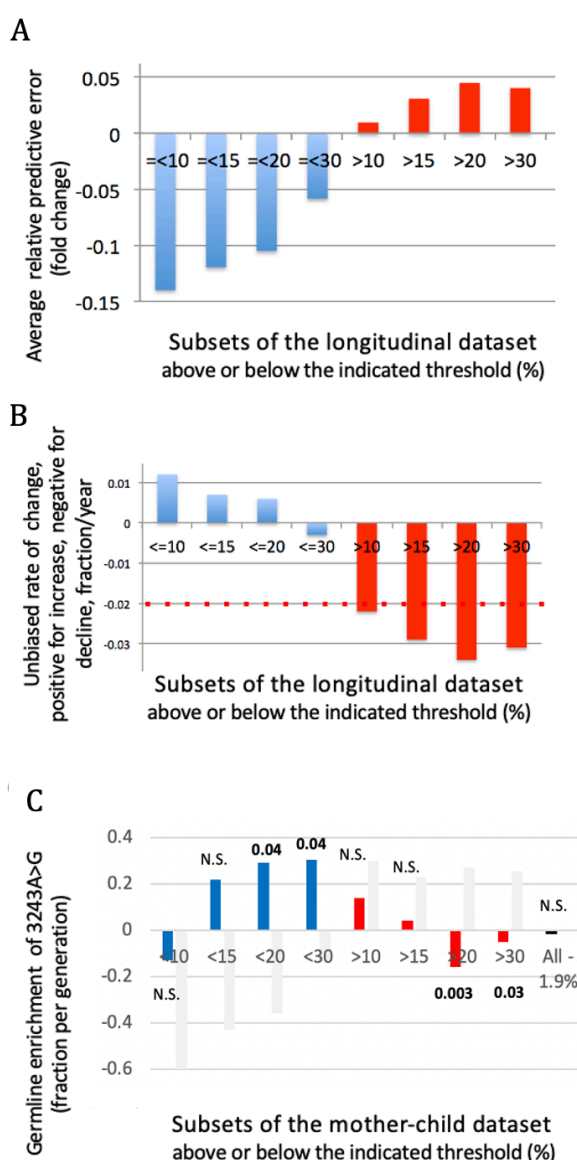 A
Average relative predictive error
(fold change)
0.05
0
-0.05
-0.1
-0.15
=<10 =<15 =<20 =<30 >10 >15 >20 >30
Subsets of the longitudinal dataset
above or below the indicated threshold (%)
B
Unbiased rate of change,
positive for increase, negative for
decline, fraction/year
0.01
0
-0.01
-0.02
-0.03
<=10 <=15 <=20 <=30 >10 >15 >20 >30
Subsets of the longitudinal dataset
above or below the indicated threshold (%)
C
Germline enrichment of 3243A>G
(fraction per generation)
0.4
0.2
0
-0.2
-0.4
-0.6
N.S. 0.04 0.04 N.S. N.S. N.S.
<10 <15 <20 <30 >10 >15 >20 >30 All -
1.9%
N.S. 0.003 0.03
Subsets of the mother-child dataset
above or below the indicated threshold (%)